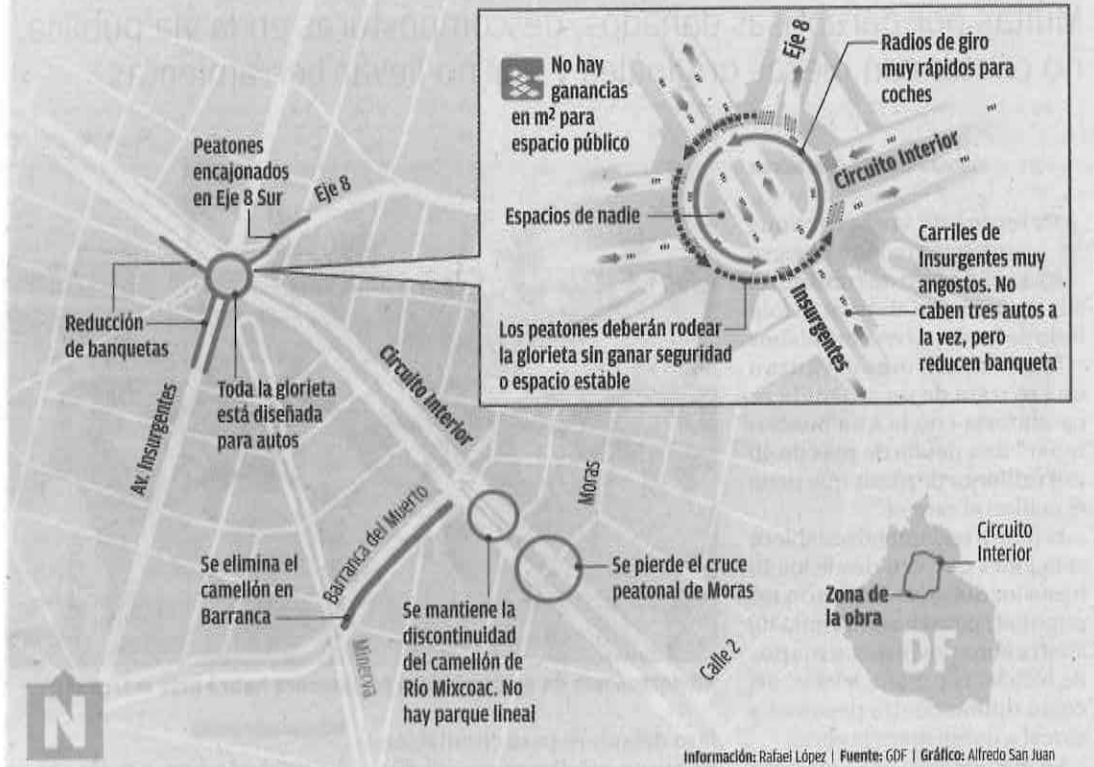 No hay
ganancias
en m² para
espacio público
Eje 8
Radios de giro
muy rápidos para
coches
Circuito Interior
Espacios de nadie
Carriles de
Insurgentes muy
angostos. No
caben tres autos a
la vez, pero
reducen banqueta
Insurgentes
Los peatones deberán rodear
la glorieta sin ganar seguridad
o espacio estable
Peatones
encajonados
en Eje 8 Sur
Eje 8
Reducción
de banquetas
Toda la glorieta
está diseñada
para autos
Av. Insurgentes
Circuito Interior
Moras
Barranca del Muerto
Se elimina el
camellón en
Barranca
Se mantiene la
discontinuidad
del camellón de
Río Mixcoac. No
hay parque lineal
Se pierde el cruce
peatonal de Moras
Calle 2
Circuito
Interior
Zona de
la obra
DF
N
Información: Rafael López | Fuente: GDF | Gráfico: Alfredo San Juan